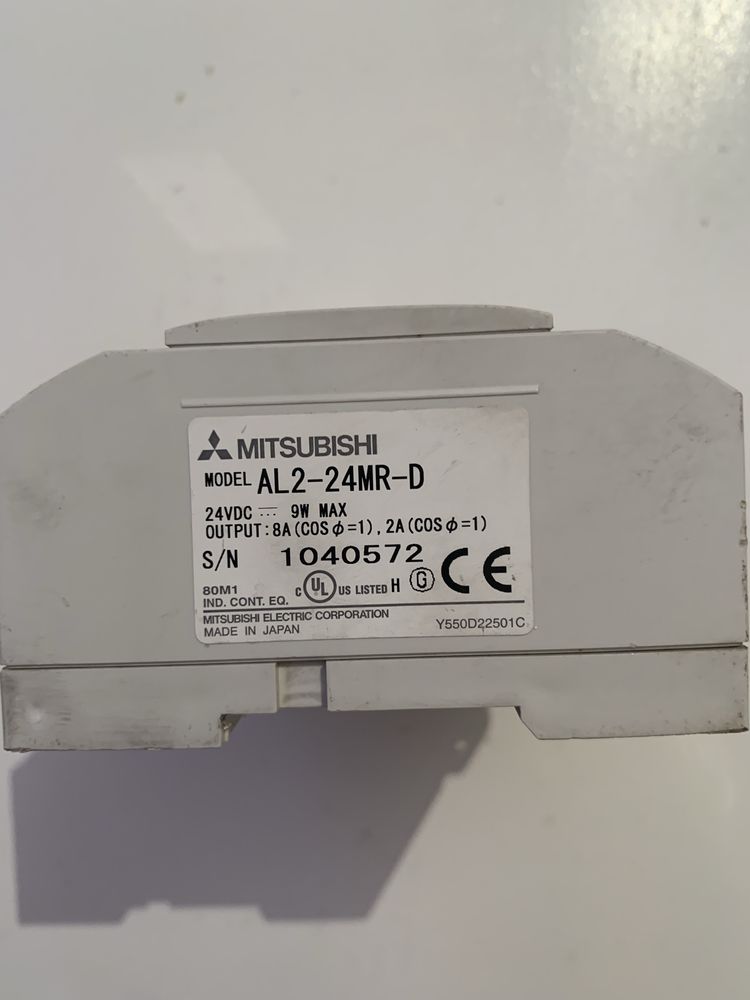 MITSUBISHI
MODEL AL2-24MR-D
24VDC ⎓ 9W MAX
OUTPUT:8A(COSϕ=1),2A(COSϕ=1)
S/N 1040572
80M1
IND. CONT. EQ.
C UL US LISTED H G CE
MITSUBISHI ELECTRIC CORPORATION
MADE IN JAPAN Y550D22501C